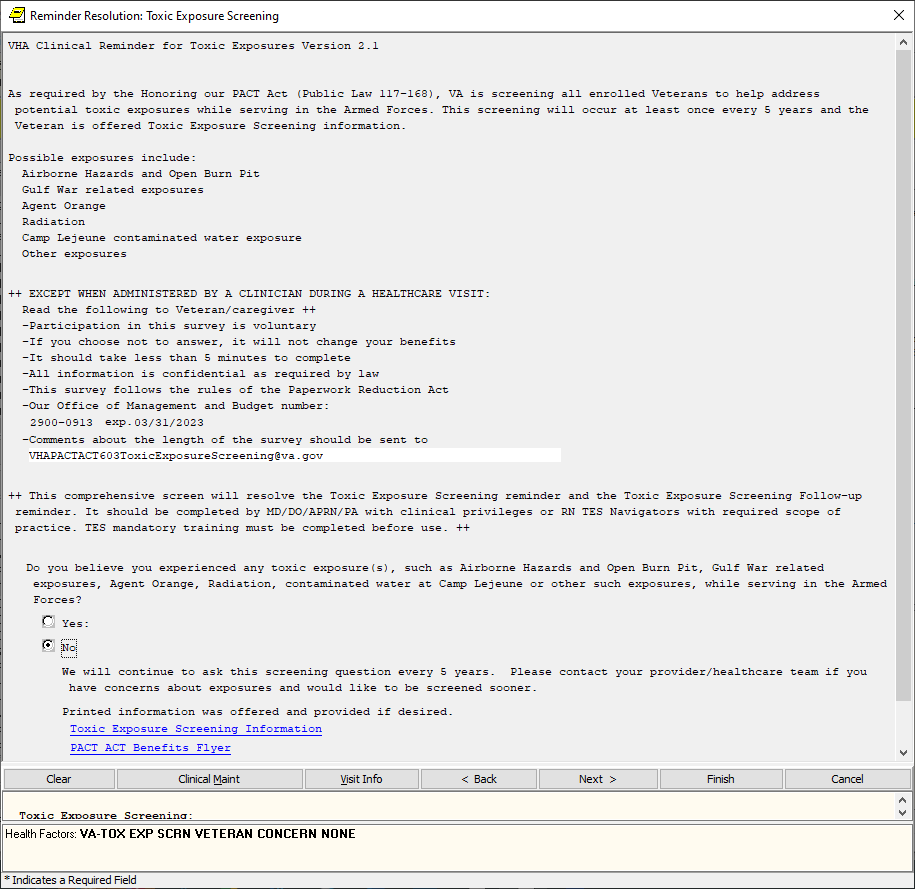 Reminder Resolution: Toxic Exposure Screening
VHA Clinical Reminder for Toxic Exposures Version 2.1
As required by the Honoring our PACT Act (Public Law 117-168), VA is screening all enrolled Veterans to help address
potential toxic exposures while serving in the Armed Forces. This screening will occur at least once every 5 years and the
Veteran is offered Toxic Exposure Screening information.
Possible exposures include:
Airborne Hazards and Open Burn Pit
Gulf War related exposures
Agent Orange
Radiation
Camp Lejeune contaminated water exposure
Other exposures
++ EXCEPT WHEN ADMINISTERED BY A CLINICIAN DURING A HEALTHCARE VISIT:
Read the following to Veteran/caregiver ++
-Participation in this survey is voluntary
-If you choose not to answer, it will not change your benefits
-It should take less than 5 minutes to complete
-All information is confidential as required by law
-This survey follows the rules of the Paperwork Reduction Act
-Our Office of Management and Budget number:
2900-0913 exp.03/31/2023
-Comments about the length of the survey should be sent to
VHAPACTACT603ToxicExposureScreening@va.gov
++ This comprehensive screen will resolve the Toxic Exposure Screening reminder and the Toxic Exposure Screening Follow-up
reminder. It should be completed by MD/DO/APRN/PA with clinical privileges or RN TES Navigators with required scope of
practice. TES mandatory training must be completed before use. ++
Do you believe you experienced any toxic exposure(s), such as Airborne Hazards and Open Burn Pit, Gulf War related
exposures, Agent Orange, Radiation, contaminated water at Camp Lejeune or other such exposures, while serving in the Armed
Forces?
Yes:
No
We will continue to ask this screening question every 5 years. Please contact your provider/healthcare team if you
have concerns about exposures and would like to be screened sooner.
Printed information was offered and provided if desired.
Toxic Exposure Screening Information
PACT ACT Benefits Flyer
Clear Clinical Maint Visit Info < Back Next > Finish Cancel
Toxic Exposure Screening:
Health Factors: VA-TOX EXP SCRN VETERAN CONCERN NONE
* Indicates a Required Field